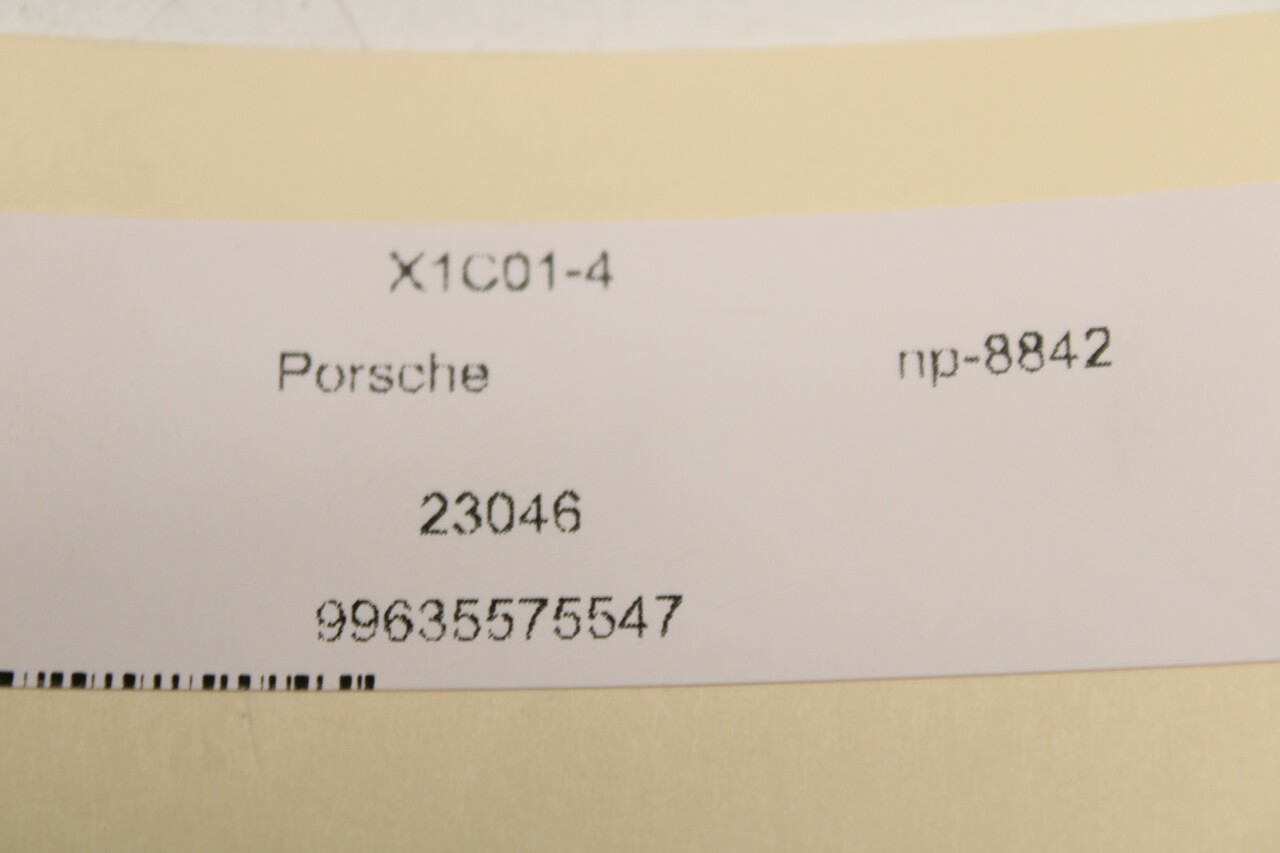 X1C01-4
Porsche np-8842
23046
99635575547